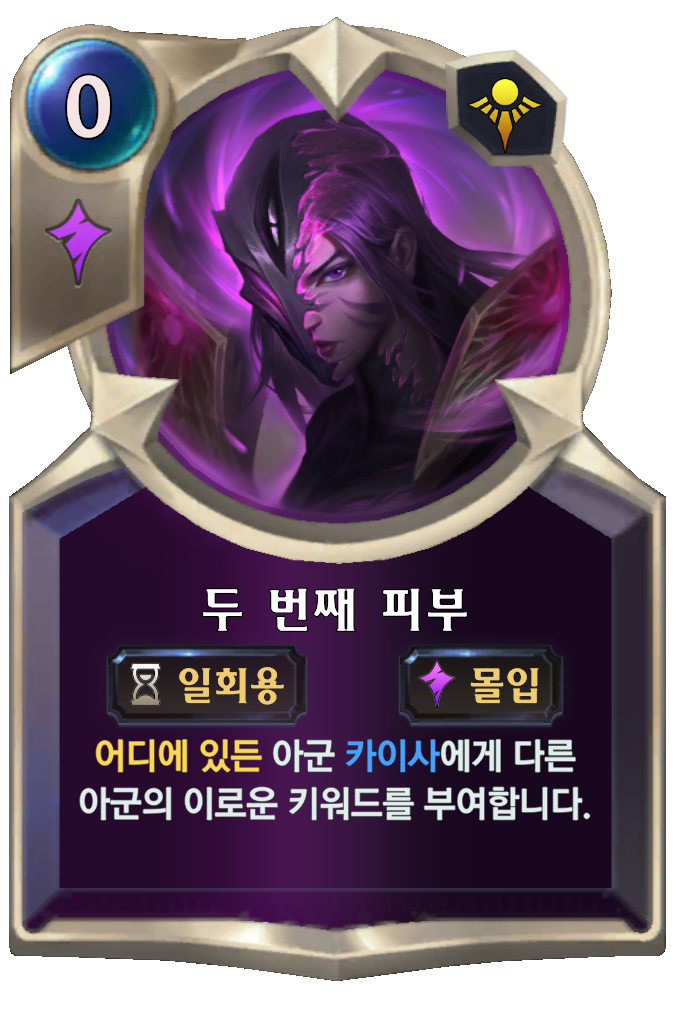 0
두 번째 피부
일회용 몰입
어디에 있든 아군 카이사에게 다른
아군의 이로운 키워드를 부여합니다.